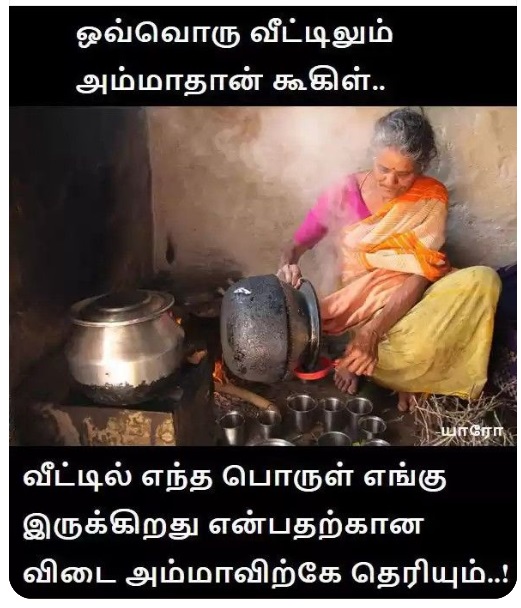 ஒவ்வொரு வீட்டிலும்
அம்மாதான் கூகிள்..
யாரோ
வீட்டில் எந்த பொருள் எங்கு
இருக்கிறது என்பதற்கான
விடை அம்மாவிற்கே தெரியும்..!